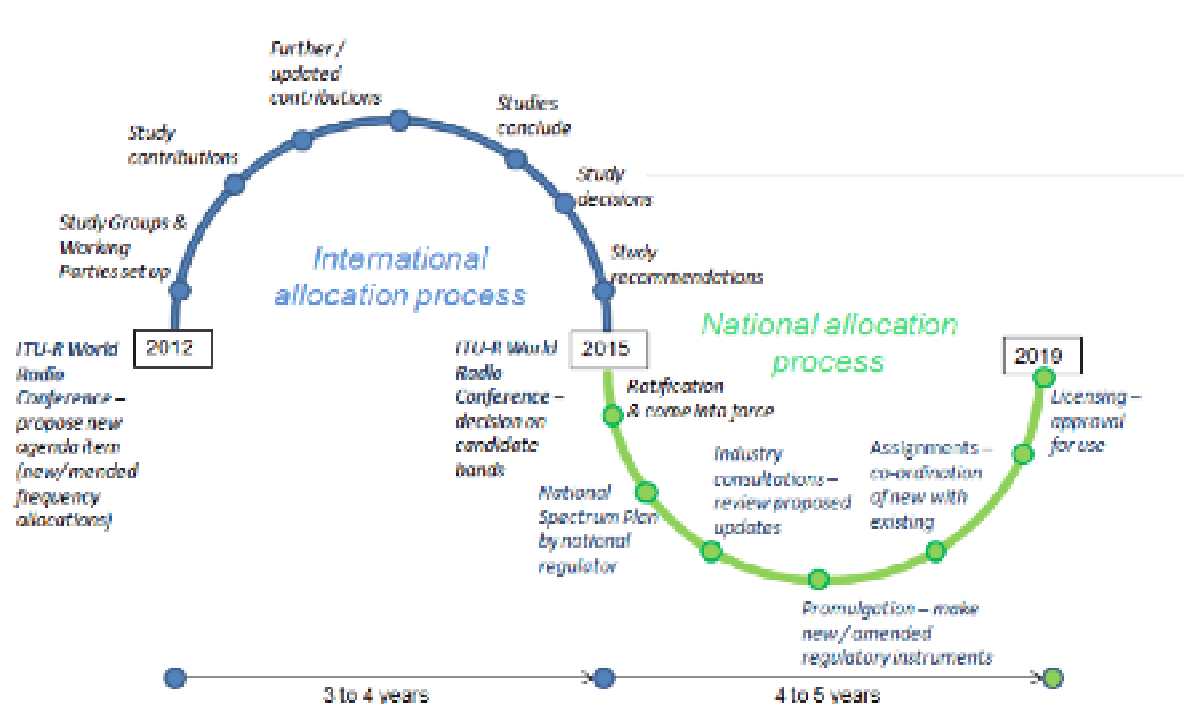 Further /
updated
contributions
Studies
conclude
Study
contributions
Study
decisions
Study Groups &
Working
Parties set up
International
allocation process
Study
recommendations
National allocation
process
2012
2015
2019
ITU-R World
Radio
Conference –
propose new
agenda item
(new/mended
frequency
allocations)
ITU-R World
Radio
Conference –
decision on
candidate
bands
Ratification
& come into force
Licensing –
approval
for use
Industry
consultations –
review proposed
updates
Assignments –
co-ordination
of new with
existing
National
Spectrum Plan
by national
regulator
Promulgation – make
new / amended
regulatory instruments
3 to 4 years
4 to 5 years